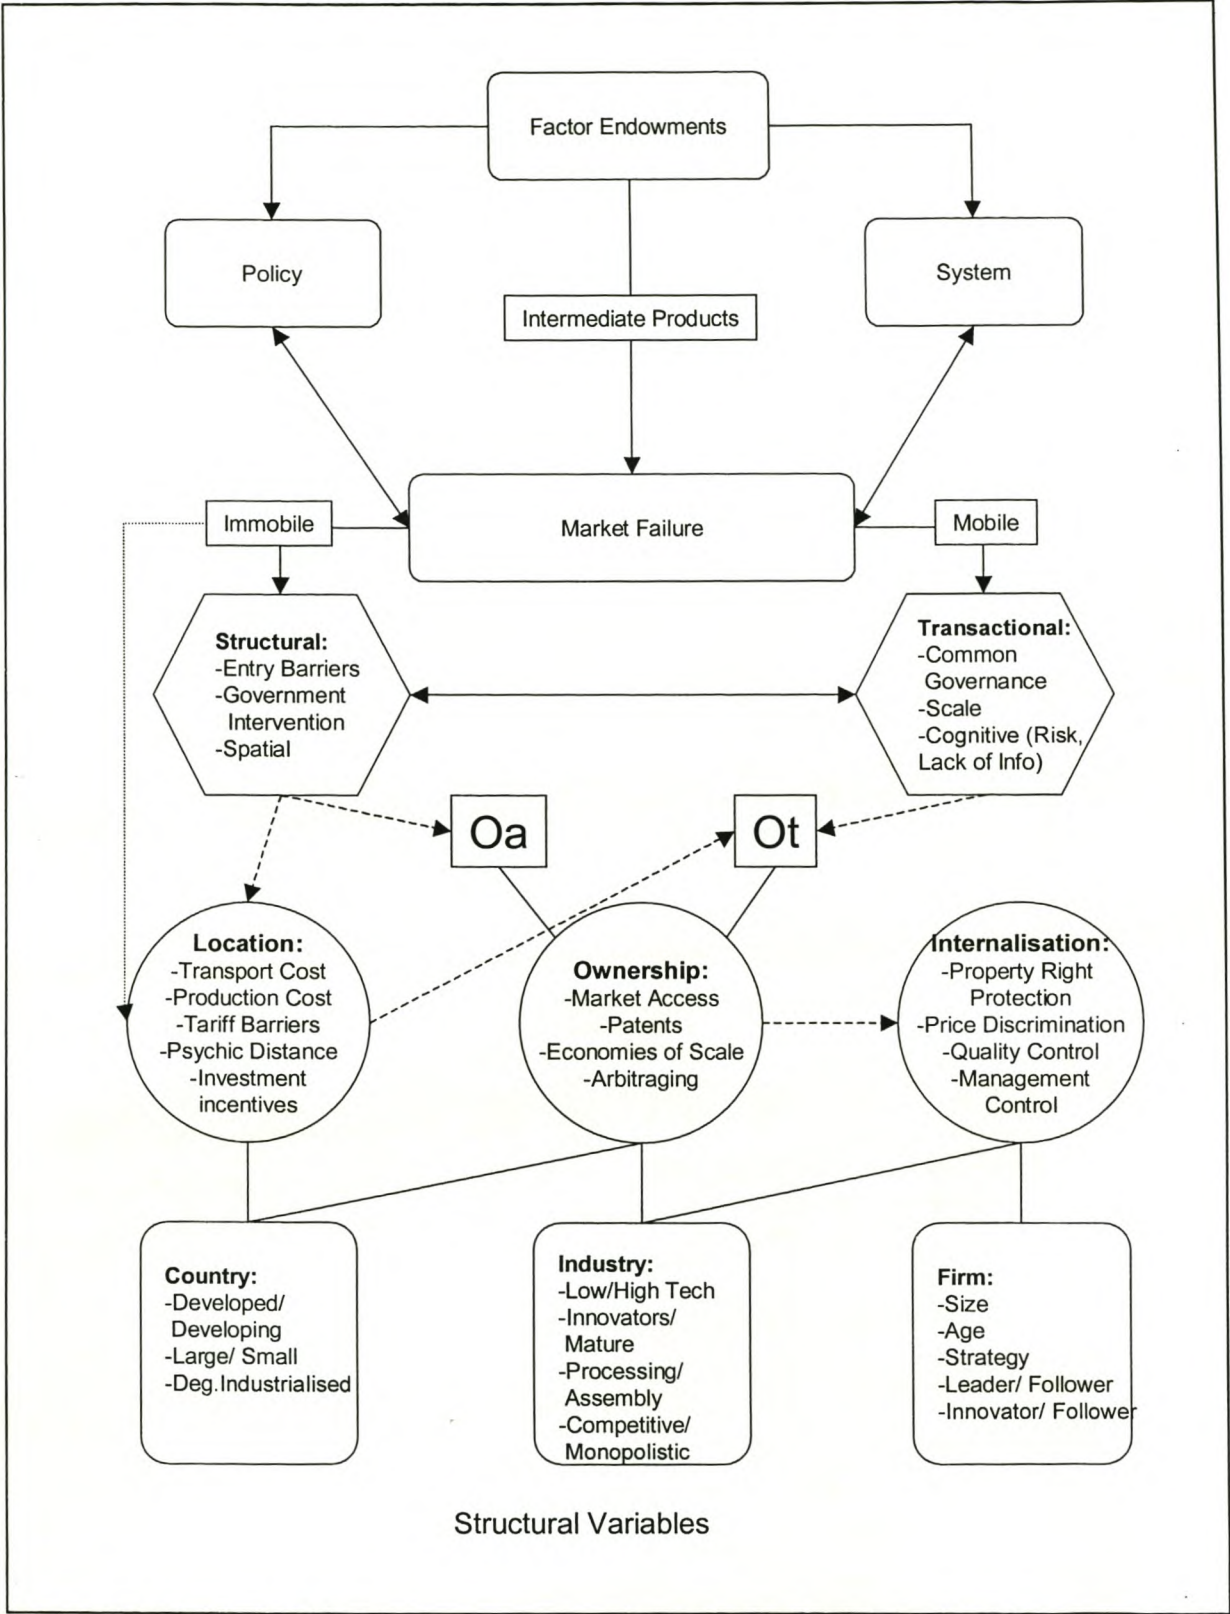 Factor Endowments
Policy
System
Intermediate Products
Immobile
Market Failure
Mobile
Structural:
-Entry Barriers
-Government
Intervention
-Spatial
Transactional:
-Common
Governance
-Scale
-Cognitive (Risk,
Lack of Info)
Oa
Ot
Location:
-Transport Cost
-Production Cost
-Tariff Barriers
-Psychic Distance
-Investment
incentives
Ownership:
-Market Access
-Patents
-Economies of Scale
-Arbitraging
Internalisation:
-Property Right
Protection
-Price Discrimination
-Quality Control
-Management
Control
Country:
-Developed/
Developing
-Large/ Small
-Deg.Industrialised
Industry:
-Low/High Tech
-Innovators/
Mature
-Processing/
Assembly
-Competitive/
Monopolistic
Firm:
-Size
-Age
-Strategy
-Leader/ Follower
-Innovator/ Follower
Structural Variables